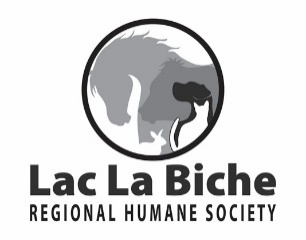 Lac La Biche
REGIONAL HUMANE SOCIETY